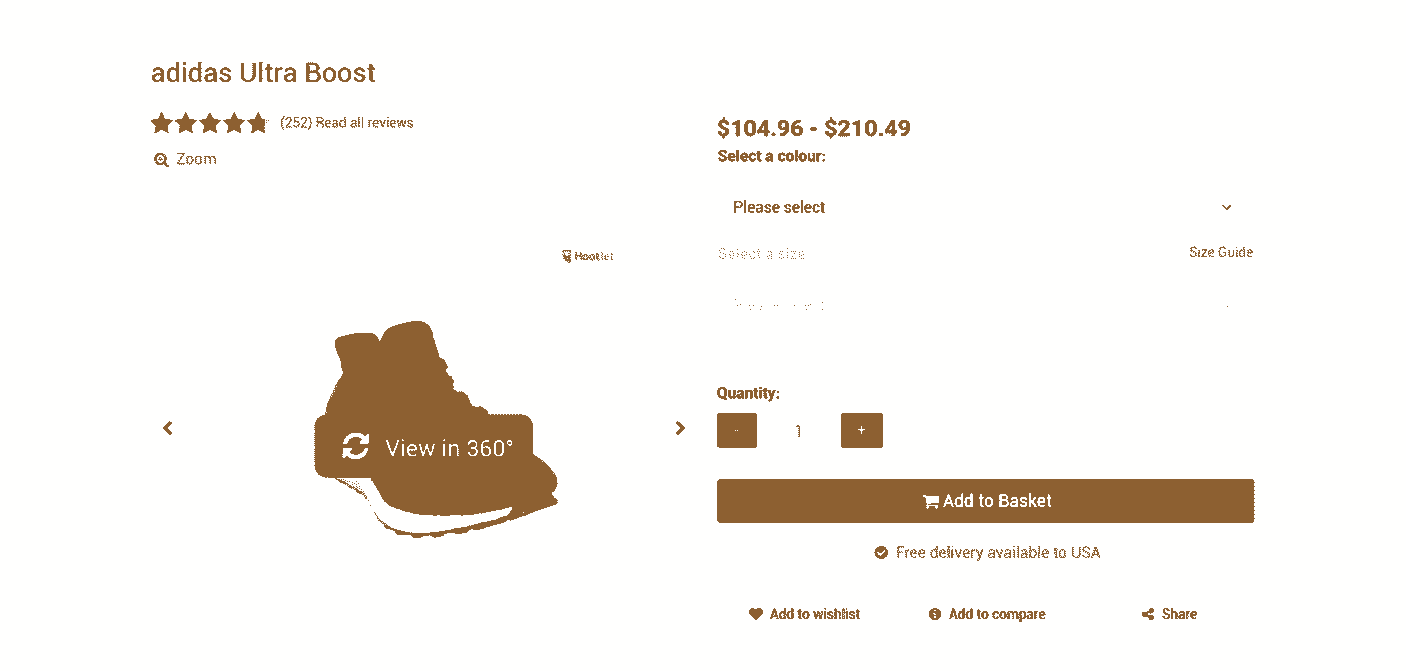 adidas Ultra Boost
(252) Read all reviews
Zoom
View in 360°
$104.96 - $210.49
Select a colour:
Please select
Select a size
Size Guide
Quantity:
- 1 +
Add to Basket
Free delivery available to USA
Add to wishlist
Add to compare
Share